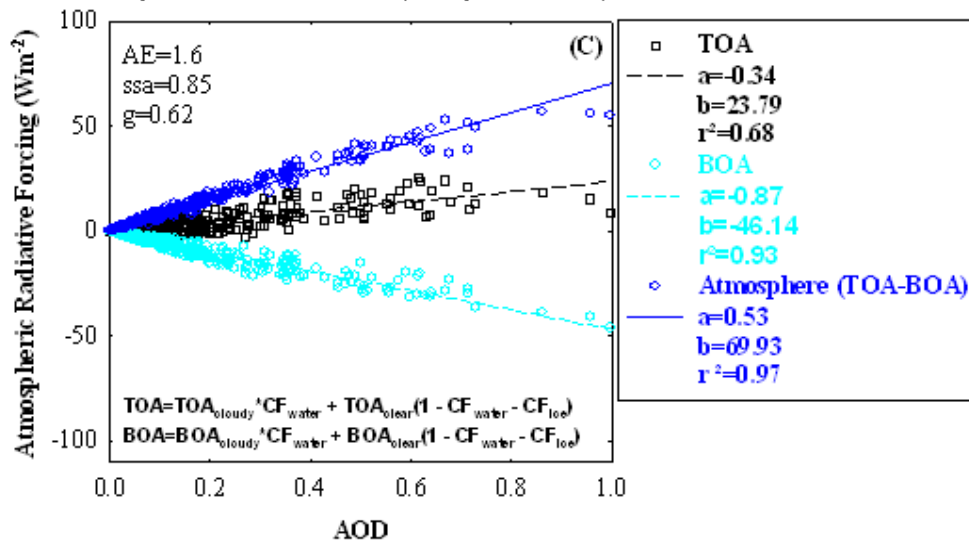 100
(C)
AE=1.6
ssa=0.85
g=0.62
50
0
-50
-100
Atmospheric Radiative Forcing (Wm-2)
TOA=TOAcloudy*CFwater + TOAclear(1 - CFwater - CFice)
BOA=BOAcloudy*CFwater + BOAclear(1 - CFwater - CFice)
0.0 0.2 0.4 0.6 0.8 1.0
AOD
TOA
a=-0.34
b=23.79
r²=0.68
BOA
a=-0.87
b=-46.14
r²=0.93
Atmosphere (TOA-BOA)
a=0.53
b=69.93
r²=0.97